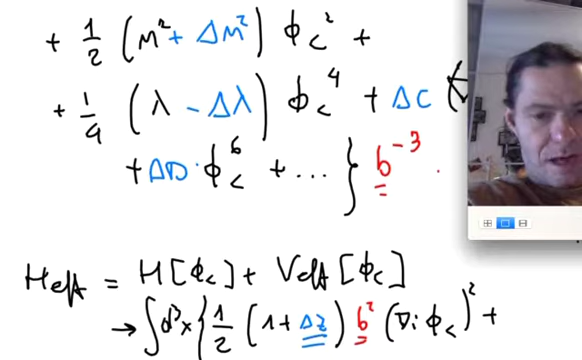 + 1/2 (m² + Δm²) ϕ<² +
+ 1/4 (λ - Δλ) ϕ<⁴ + ΔC (
+ ΔD · ϕ<⁶ + ... } b⁻³ .
Heff = H[ϕ<] + Veff[ϕ<]
→ ∫d³x { 1/2 (1 + Δz) b² (∇i ϕ<)² +